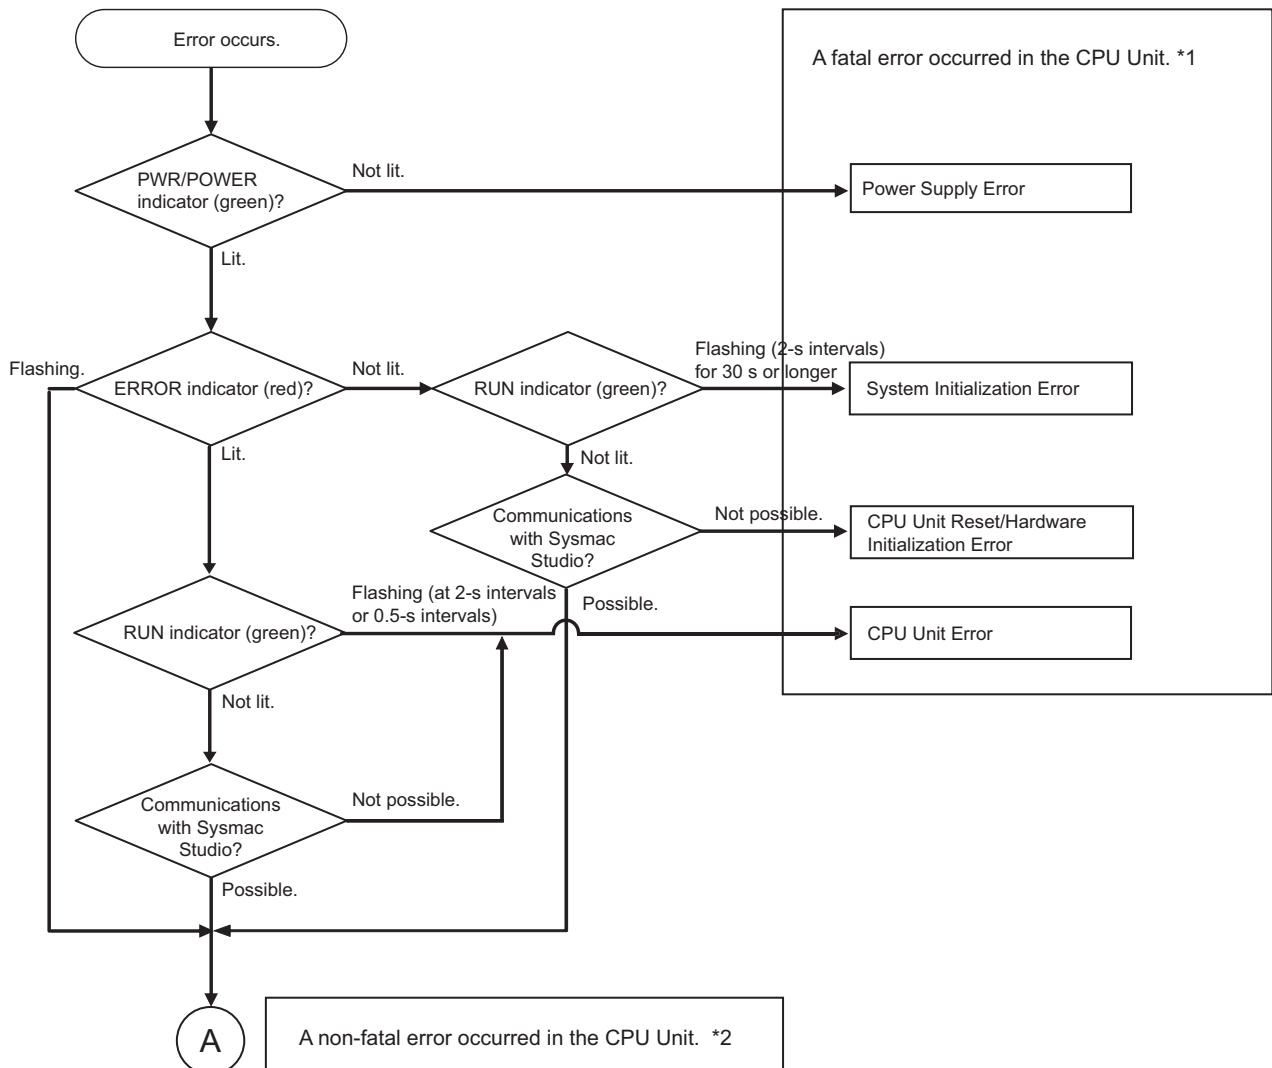 Error occurs.
A fatal error occurred in the CPU Unit. *1
PWR/POWER
indicator (green)?
Not lit.
Power Supply Error
Lit.
Flashing.
ERROR indicator (red)?
Not lit.
RUN indicator (green)?
Flashing (2-s intervals)
for 30 s or longer
System Initialization Error
Lit.
Not lit.
Communications
with Sysmac
Studio?
Not possible.
CPU Unit Reset/Hardware
Initialization Error
Possible.
RUN indicator (green)?
Flashing (at 2-s intervals
or 0.5-s intervals)
CPU Unit Error
Not lit.
Communications
with Sysmac
Studio?
Not possible.
Possible.
A
A non-fatal error occurred in the CPU Unit. *2